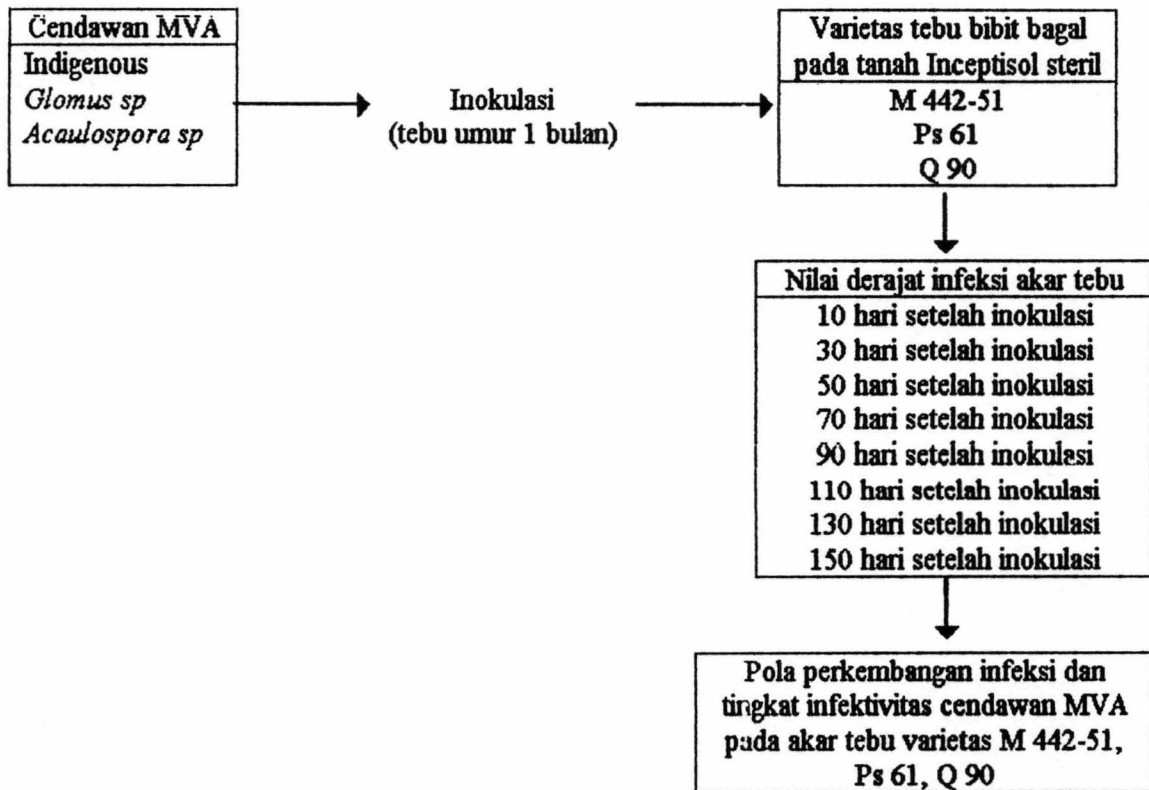 Cendawan MVA
Indigenous
Glomus sp
Acaulospora sp
Inokulasi
(tebu umur 1 bulan)
Varietas tebu bibit bagal
pada tanah Inceptisol steril
M 442-51
Ps 61
Q 90
Nilai derajat infeksi akar tebu
10 hari setelah inokulasi
30 hari setelah inokulasi
50 hari setelah inokulasi
70 hari setelah inokulasi
90 hari setelah inokulasi
110 hari setelah inokulasi
130 hari setelah inokulasi
150 hari setelah inokulasi
Pola perkembangan infeksi dan
tingkat infektivitas cendawan MVA
pada akar tebu varietas M 442-51,
Ps 61, Q 90